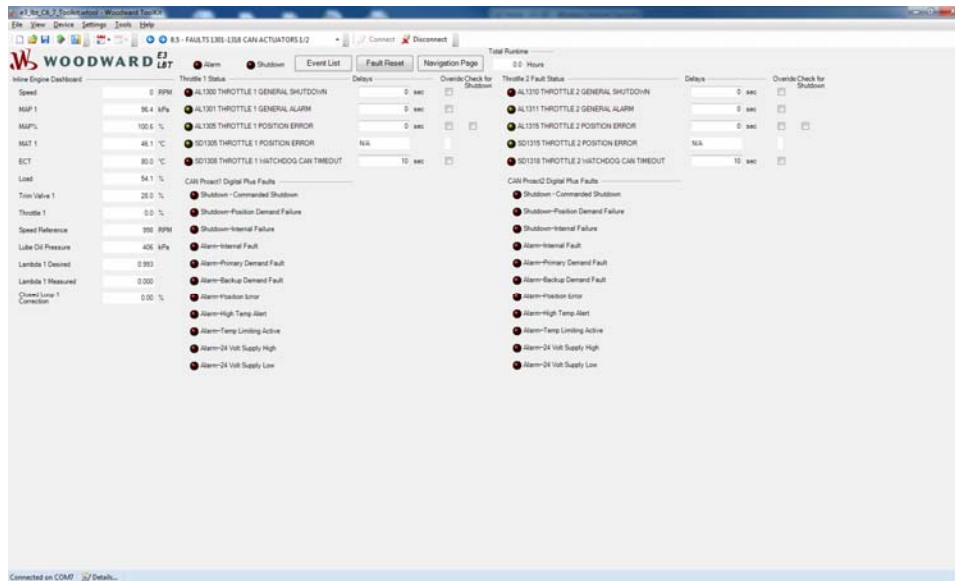 e3_lbt_C6_7_Toolkit.wtool - Woodward ToolKit
File View Device Settings Tools Help
8.5 - FAULTS 1301-1318 CAN ACTUATORS 1/2 Connect Disconnect
WOODWARD E3 LBT Alarm Shutdown Event List Fault Reset Navigation Page Total Runtime 0.0 Hours
Inline Engine Dashboard
Speed 0 RPM
MAP 1 96.4 kPa
MAP% 100.6 %
MAT 1 46.1 °C
ECT 80.0 °C
Load 54.1 %
Trim Valve 1 28.0 %
Throttle 1 0.0 %
Speed Reference 998 RPM
Lube Oil Pressure 406 kPa
Lambda 1 Desired 0.993
Lambda 1 Measured 0.000
Closed Loop 1 Correction 0.00 %
Throttle 1 Status Delays Override Check for Shutdown
AL1300 THROTTLE 1 GENERAL SHUTDOWN 0 sec
AL1301 THROTTLE 1 GENERAL ALARM 0 sec
AL1305 THROTTLE 1 POSITION ERROR 0 sec
SD1305 THROTTLE 1 POSITION ERROR N/A
SD1308 THROTTLE 1 WATCHDOG CAN TIMEOUT 10 sec
CAN Proact1 Digital Plus Faults
Shutdown - Commanded Shutdown
Shutdown-Position Demand Failure
Shutdown-Internal Failure
Alarm-Internal Fault
Alarm-Primary Demand Fault
Alarm-Backup Demand Fault
Alarm-Position Error
Alarm-High Temp Alert
Alarm-Temp Limiting Active
Alarm-24 Volt Supply High
Alarm-24 Volt Supply Low
Throttle 2 Fault Status Delays Override Check for Shutdown
AL1310 THROTTLE 2 GENERAL SHUTDOWN 0 sec
AL1311 THROTTLE 2 GENERAL ALARM 0 sec
AL1315 THROTTLE 2 POSITION ERROR 0 sec
SD1315 THROTTLE 2 POSITION ERROR N/A
SD1318 THROTTLE 2 WATCHDOG CAN TIMEOUT 10 sec
CAN Proact2 Digital Plus Faults
Shutdown - Commanded Shutdown
Shutdown-Position Demand Failure
Shutdown-Internal Failure
Alarm-Internal Fault
Alarm-Primary Demand Fault
Alarm-Backup Demand Fault
Alarm-Position Error
Alarm-High Temp Alert
Alarm-Temp Limiting Active
Alarm-24 Volt Supply High
Alarm-24 Volt Supply Low
Connected on COM7 Details...